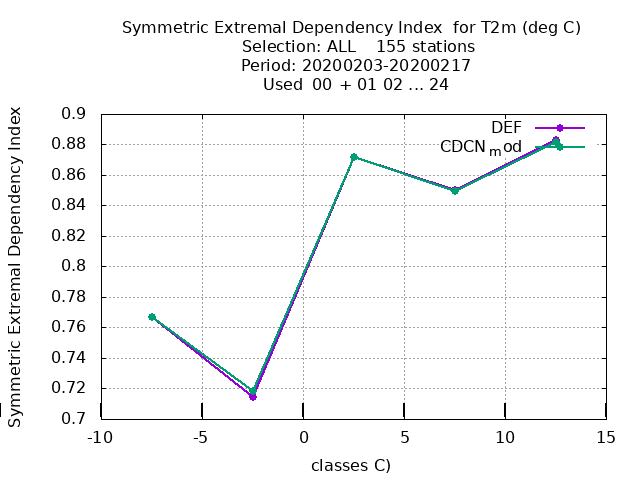 Symmetric Extremal Dependency Index  for T2m (deg C)
Selection: ALL    155 stations
Period: 20200203-20200217
Used  00 + 01 02 ... 24
Symmetric Extremal Dependency Index
0.9
0.88
0.86
0.84
0.82
0.8
0.78
0.76
0.74
0.72
0.7
DEF
CDCNmod
-10 -5 0 5 10 15
classes C)